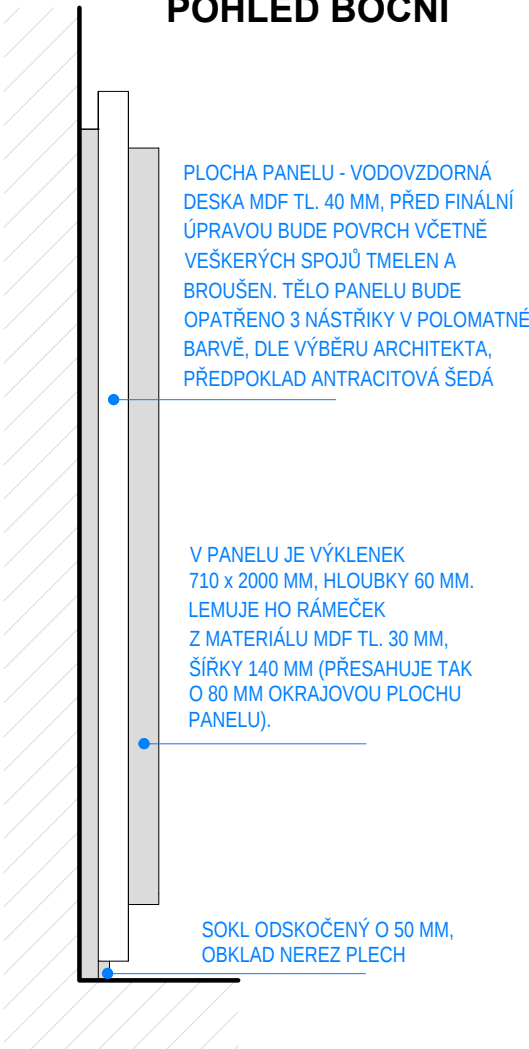 POHLED BOČNÍ
PLOCHA PANELU - VODOVZDORNÁ
DESKA MDF TL. 40 MM, PŘED FINÁLNÍ
ÚPRAVOU BUDE POVRCH VČETNĚ
VEŠKERÝCH SPOJŮ TMELEN A
BROUŠEN. TĚLO PANELU BUDE
OPATŘENO 3 NÁSTŘIKY V POLOMATNÉ
BARVĚ, DLE VÝBĚRU ARCHITEKTA,
PŘEDPOKLAD ANTRACITOVÁ ŠEDÁ
V PANELU JE VÝKLENEK
710 x 2000 MM, HLOUBKY 60 MM.
LEMUJE HO RÁMEČEK
Z MATERIÁLU MDF TL. 30 MM,
ŠÍŘKY 140 MM (PŘESAHUJE TAK
O 80 MM OKRAJOVOU PLOCHU
PANELU).
SOKL ODSKOČENÝ O 50 MM,
OBKLAD NEREZ PLECH